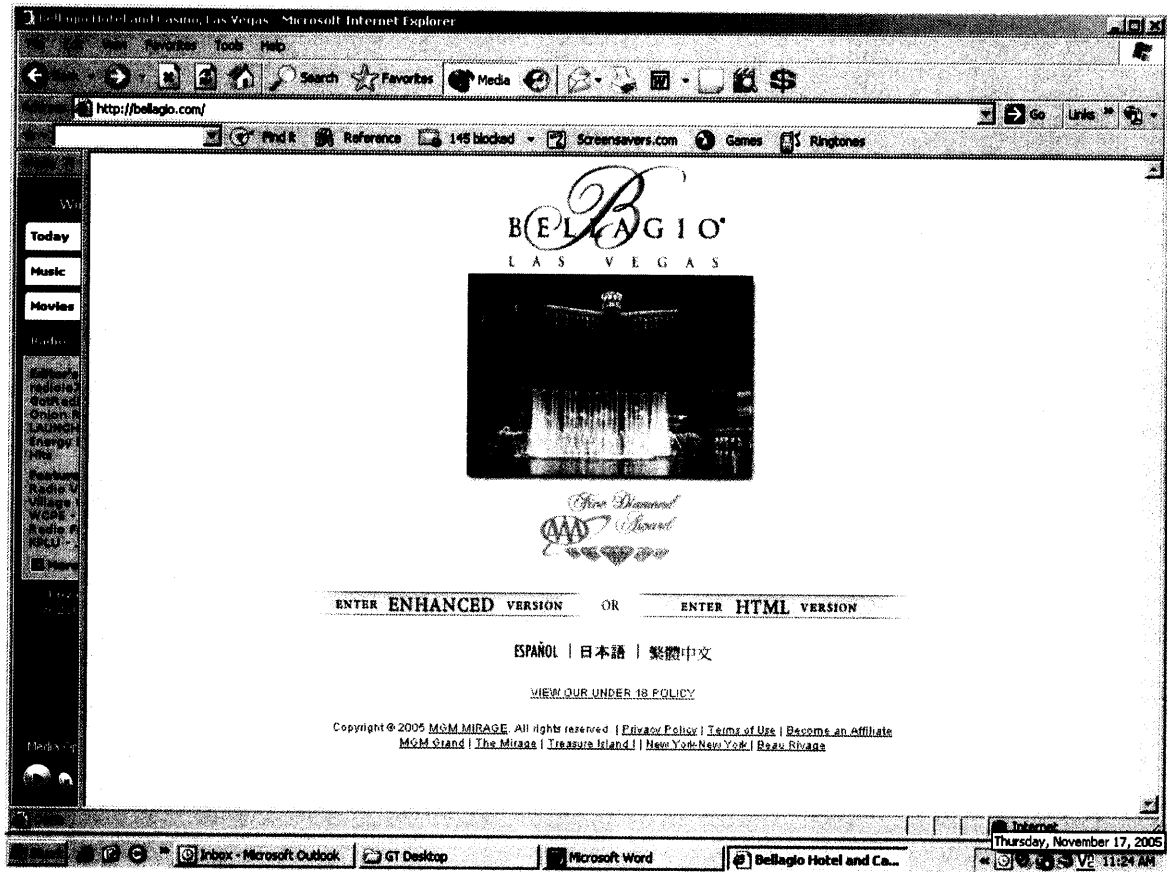 Bellagio Hotel and Casino, Las Vegas - Microsoft Internet Explorer
Favorites Tools Help
Search Favorites Media
http://bellagio.com/ Go Links »
Find it Reference 145 blocked Screensavers.com Games Ringtones
BELLAGIO
LAS VEGAS
Today
Music
Movies
Radio
Five Diamond
Award
AAA
ENTER ENHANCED VERSION OR ENTER HTML VERSION
ESPAÑOL | 日本語 | 繁體中文
VIEW OUR UNDER 18 POLICY
Copyright © 2005 MGM MIRAGE. All rights reserved. | Privacy Policy | Terms of Use | Become an Affiliate
MGM Grand | The Mirage | Treasure Island ! | New York-New York | Beau Rivage
Internet
Thursday, November 17, 2005
Inbox - Microsoft Outlook GT Desktop Microsoft Word Bellagio Hotel and Ca... « 11:24 AM